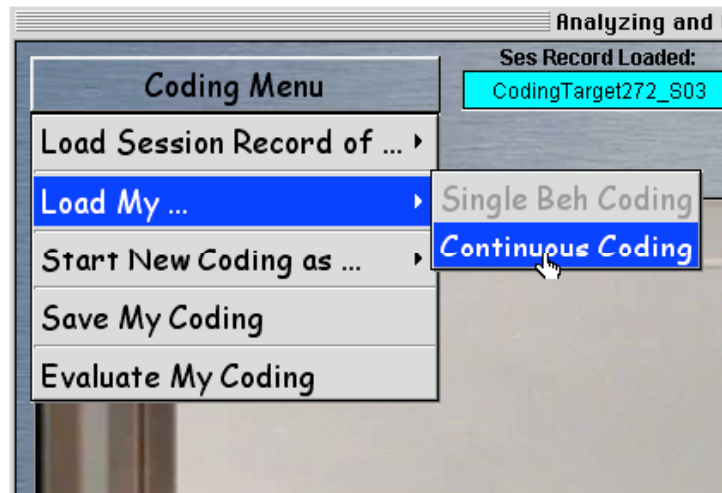 Analyzing and
Ses Record Loaded:
CodingTarget272_S03
Coding Menu
Load Session Record of ...
Load My ...
Single Beh Coding
Continuous Coding
Start New Coding as ...
Save My Coding
Evaluate My Coding